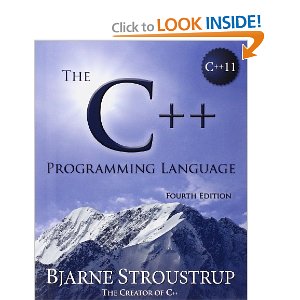 Click to
LOOK INSIDE!
C++11
THE
C++
PROGRAMMING LANGUAGE
FOURTH EDITION
BJARNE STROUSTRUP
THE CREATOR OF C++